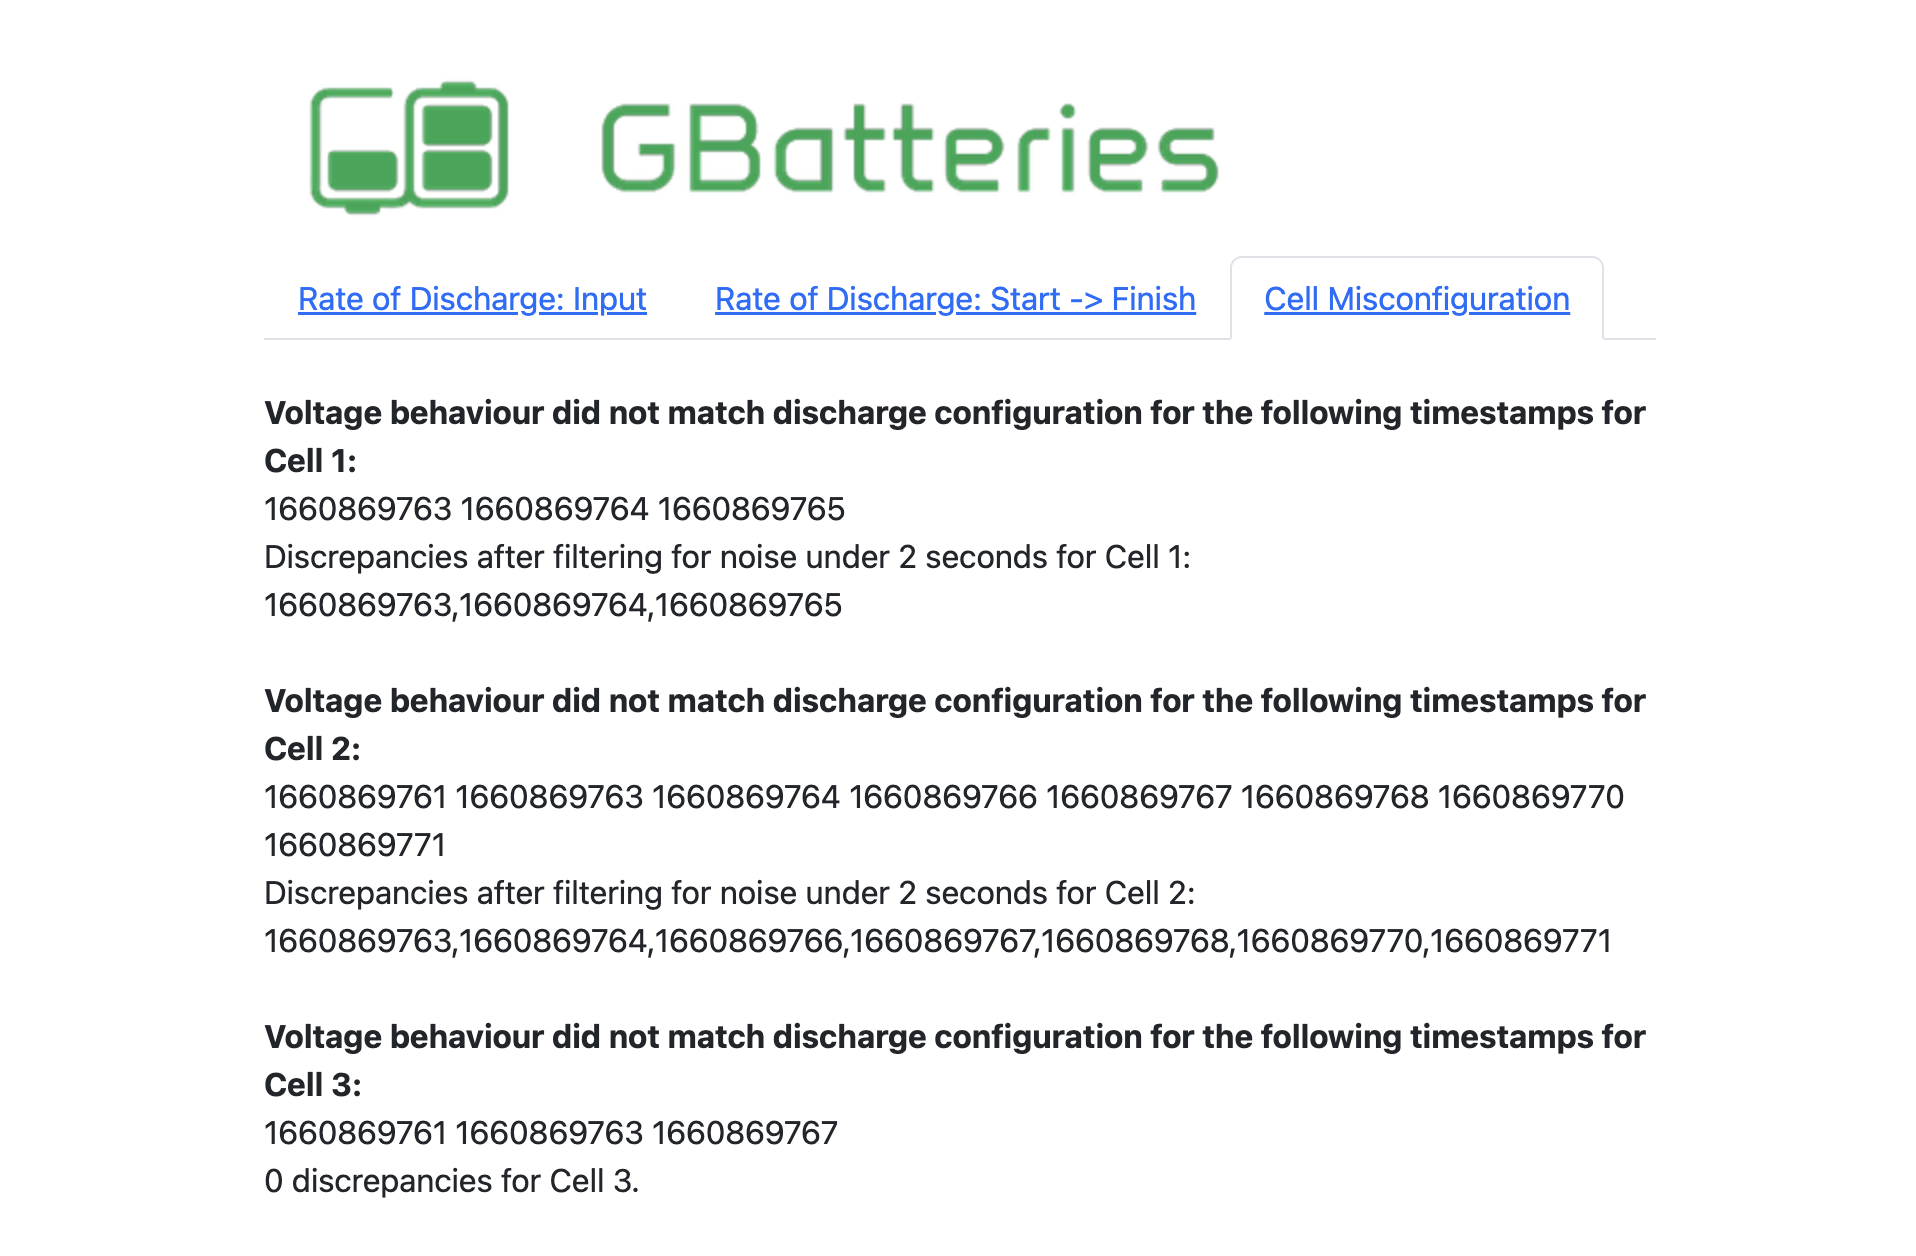 GBatteries
Rate of Discharge: Input
Rate of Discharge: Start -> Finish
Cell Misconfiguration
Voltage behaviour did not match discharge configuration for the following timestamps for
Cell 1:
1660869763 1660869764 1660869765
Discrepancies after filtering for noise under 2 seconds for Cell 1:
1660869763,1660869764,1660869765
Voltage behaviour did not match discharge configuration for the following timestamps for
Cell 2:
1660869761 1660869763 1660869764 1660869766 1660869767 1660869768 1660869770
1660869771
Discrepancies after filtering for noise under 2 seconds for Cell 2:
1660869763,1660869764,1660869766,1660869767,1660869768,1660869770,1660869771
Voltage behaviour did not match discharge configuration for the following timestamps for
Cell 3:
1660869761 1660869763 1660869767
0 discrepancies for Cell 3.